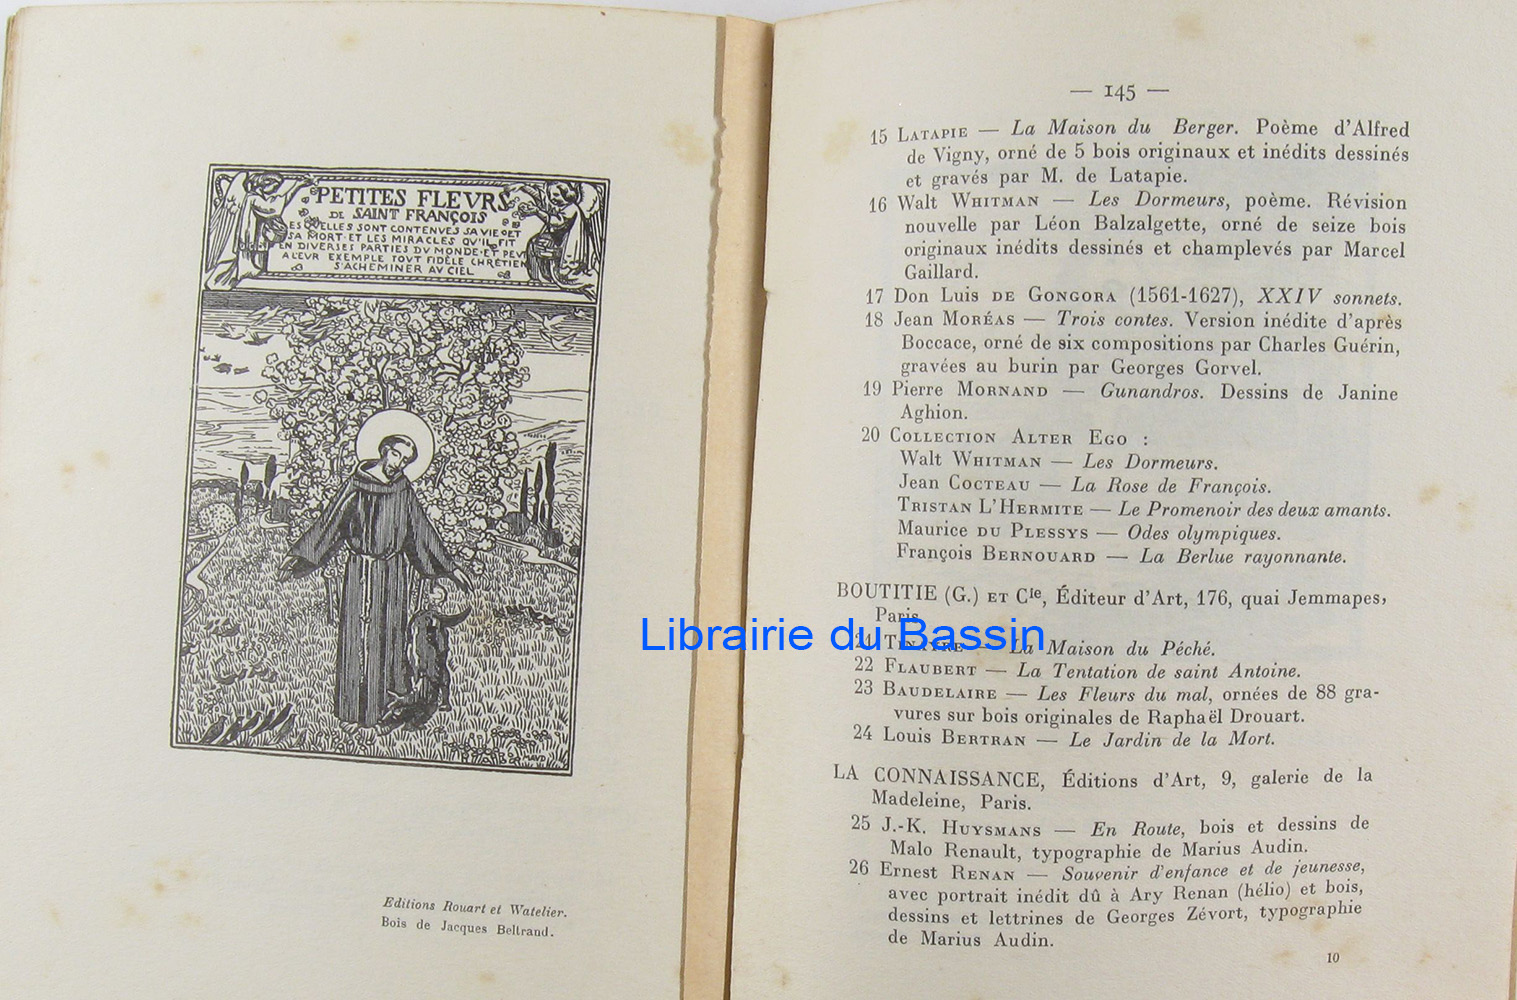 PETITES FLEVRS
DE SAINT FRANÇOIS
ES QVELLES SONT CONTENVES SA VIE ET
SA MORT ET LES MIRACLES QV'IL FIT
EN DIVERSES PARTIES DV MONDE ET PEVT
A LEVR EXEMPLE TOVT FIDÈLE CHRÉTIEN
S'ACHEMINER AV CIEL
MAVD
Editions Rouart et Watelier.
Bois de Jacques Beltrand.
— 145 —
15 LATAPIE — La Maison du Berger. Poème d'Alfred
de Vigny, orné de 5 bois originaux et inédits dessinés
et gravés par M. de Latapie.
16 Walt WHITMAN — Les Dormeurs, poème. Révision
nouvelle par Léon Balzalgette, orné de seize bois
originaux inédits dessinés et champlevés par Marcel
Gaillard.
17 Don Luis DE GONGORA (1561-1627), XXIV sonnets.
18 Jean MORÉAS — Trois contes. Version inédite d'après
Boccace, orné de six compositions par Charles Guérin,
gravées au burin par Georges Gorvel.
19 Pierre MORNAND — Gunandros. Dessins de Janine
Aghion.
20 COLLECTION ALTER EGO :
Walt WHITMAN — Les Dormeurs.
Jean COCTEAU — La Rose de François.
TRISTAN L'HERMITE — Le Promenoir des deux amants.
Maurice DU PLESSYS — Odes olympiques.
François BERNOUARD — La Berlue rayonnante.
BOUTITIE (G.) ET Cie, Éditeur d'Art, 176, quai Jemmapes,
Paris.
Librairie du Bassin
21 TINAYRE — La Maison du Péché.
22 FLAUBERT — La Tentation de saint Antoine.
23 BAUDELAIRE — Les Fleurs du mal, ornées de 88 gra-
vures sur bois originales de Raphaël Drouart.
24 Louis BERTRAN — Le Jardin de la Mort.
LA CONNAISSANCE, Éditions d'Art, 9, galerie de la
Madeleine, Paris.
25 J.-K. HUYSMANS — En Route, bois et dessins de
Malo Renault, typographie de Marius Audin.
26 Ernest RENAN — Souvenir d'enfance et de jeunesse,
avec portrait inédit dû à Ary Renan (hélio) et bois,
dessins et lettrines de Georges Zévort, typographie
de Marius Audin.
10